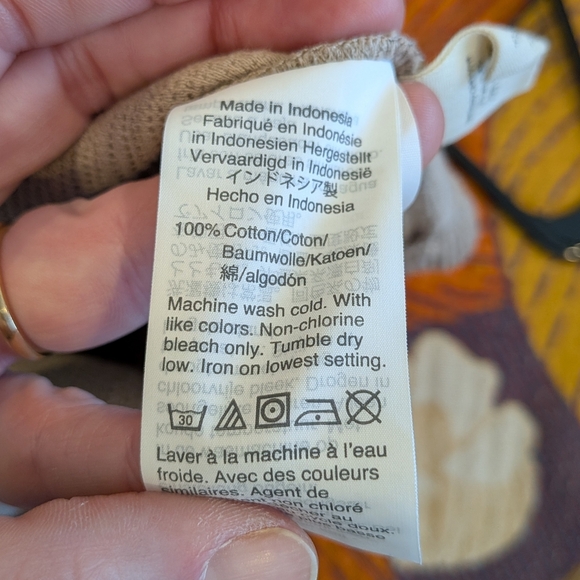 Made in Indonesia
Fabriqué en Indonésie
in Indonesien Hergestellt
Vervaardigd in Indonesië
インドネシア製
Hecho en Indonesia
100% Cotton/Coton/
Baumwolle/Katoen/
綿/algodón
Machine wash cold. With
like colors. Non-chlorine
bleach only. Tumble dry
low. Iron on lowest setting.
30
Laver à la machine à l'eau
froide. Avec des couleurs
similaires. Agent de
nt non chloré